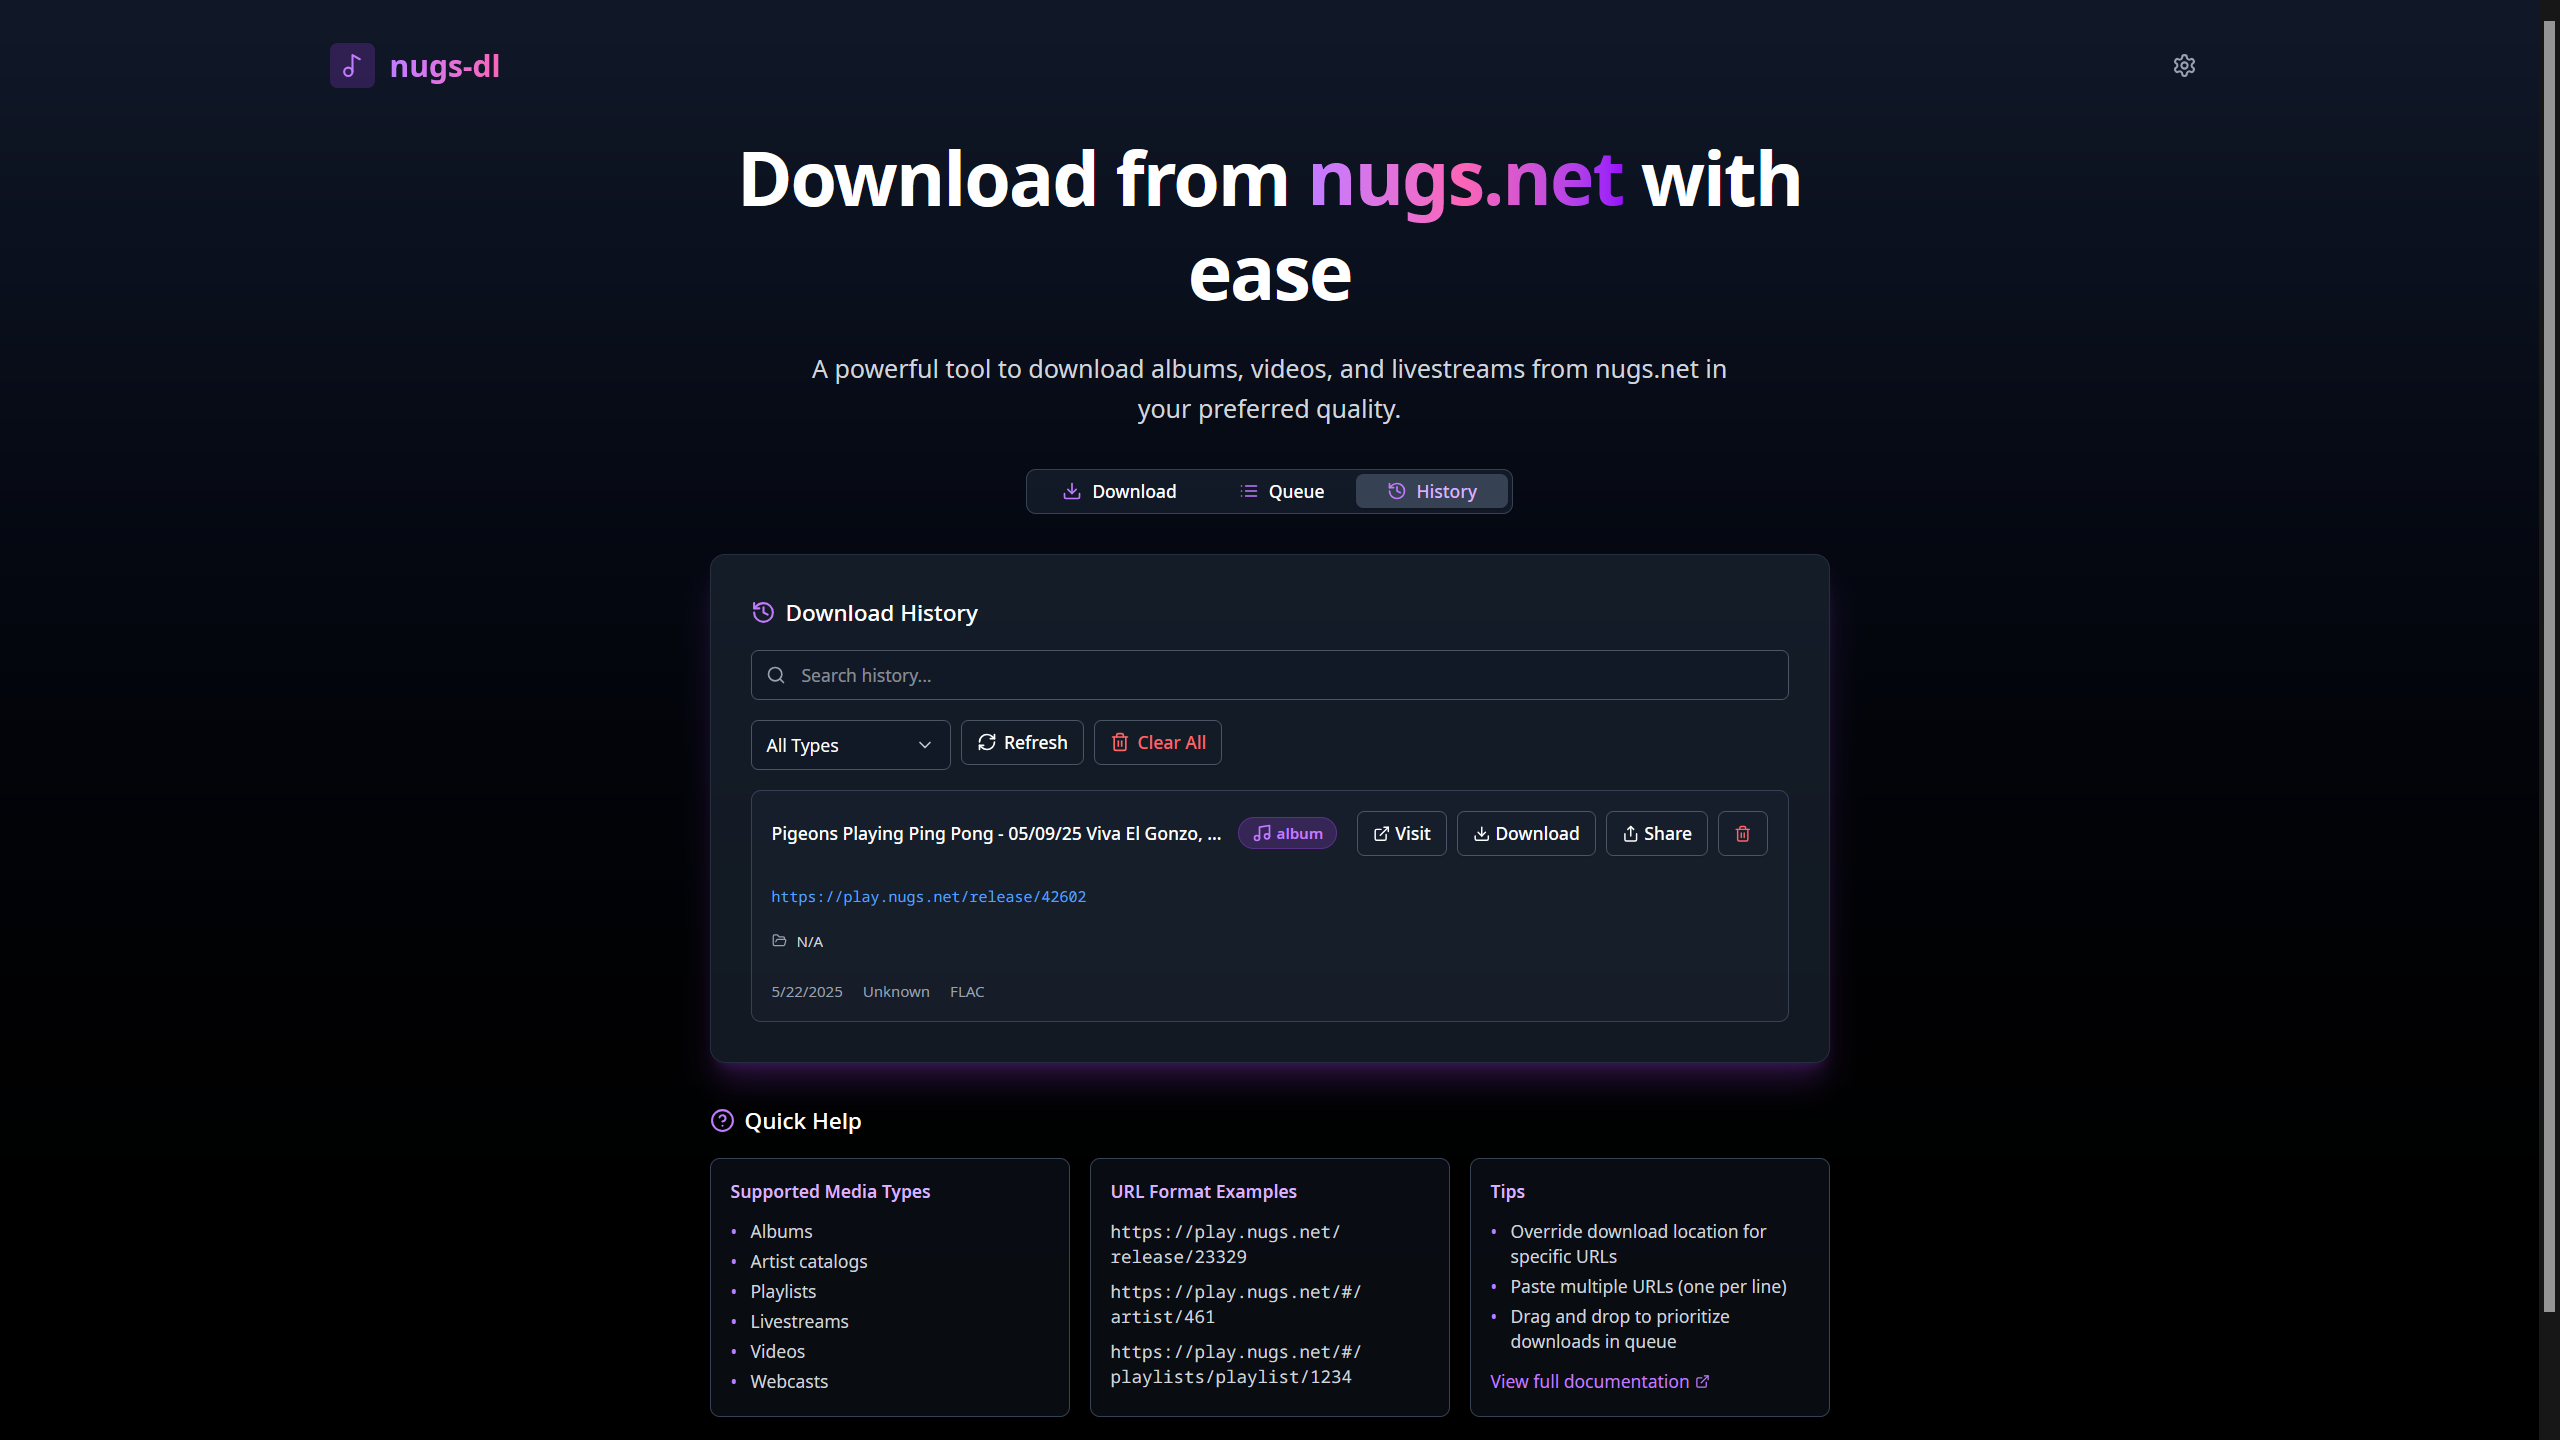 nugs-dl
Download from nugs.net with
ease
A powerful tool to download albums, videos, and livestreams from nugs.net in
your preferred quality.
Download Queue History
Download History
Search history...
All Types Refresh Clear All
Pigeons Playing Ping Pong - 05/09/25 Viva El Gonzo, ... album Visit Download Share
https://play.nugs.net/release/42602
N/A
5/22/2025 Unknown FLAC
Quick Help
Supported Media Types
• Albums
• Artist catalogs
• Playlists
• Livestreams
• Videos
• Webcasts
URL Format Examples
https://play.nugs.net/
release/23329
https://play.nugs.net/#/
artist/461
https://play.nugs.net/#/
playlists/playlist/1234
Tips
• Override download location for
specific URLs
• Paste multiple URLs (one per line)
• Drag and drop to prioritize
downloads in queue
View full documentation